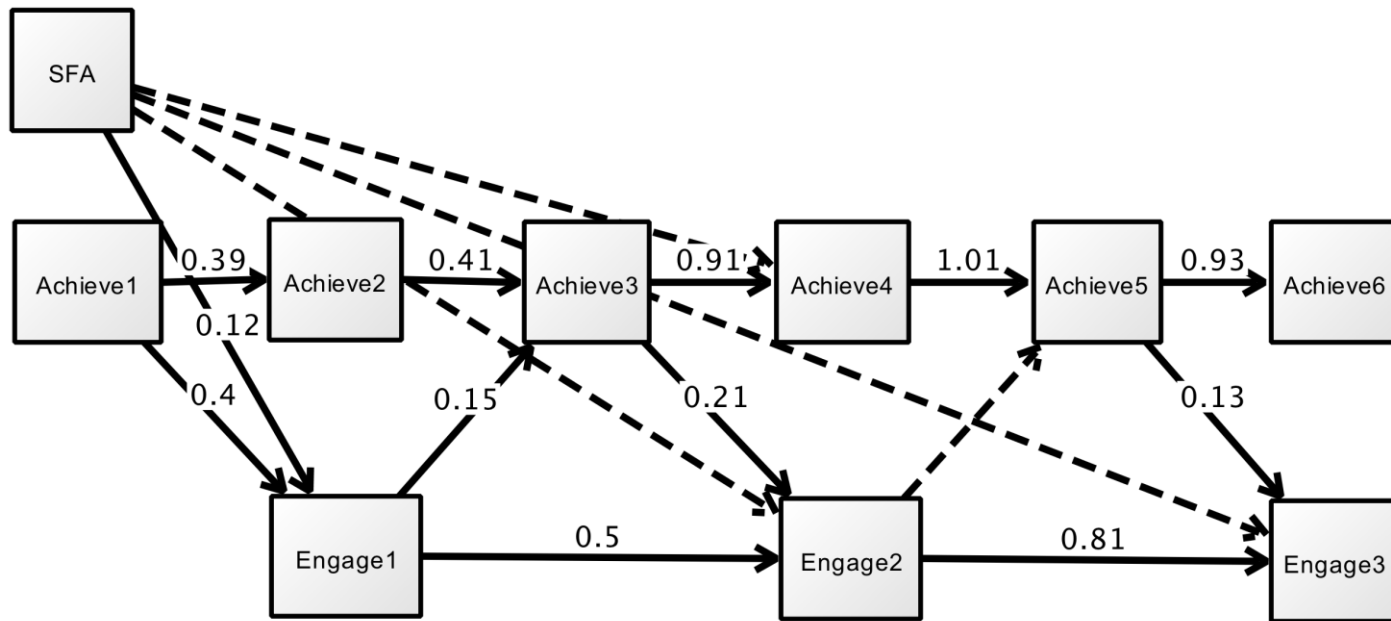 SFA
Achieve1
0.39
Achieve2
0.41
Achieve3
0.91
Achieve4
1.01
Achieve5
0.93
Achieve6
0.12
0.4
0.15
0.21
0.13
Engage1
0.5
Engage2
0.81
Engage3